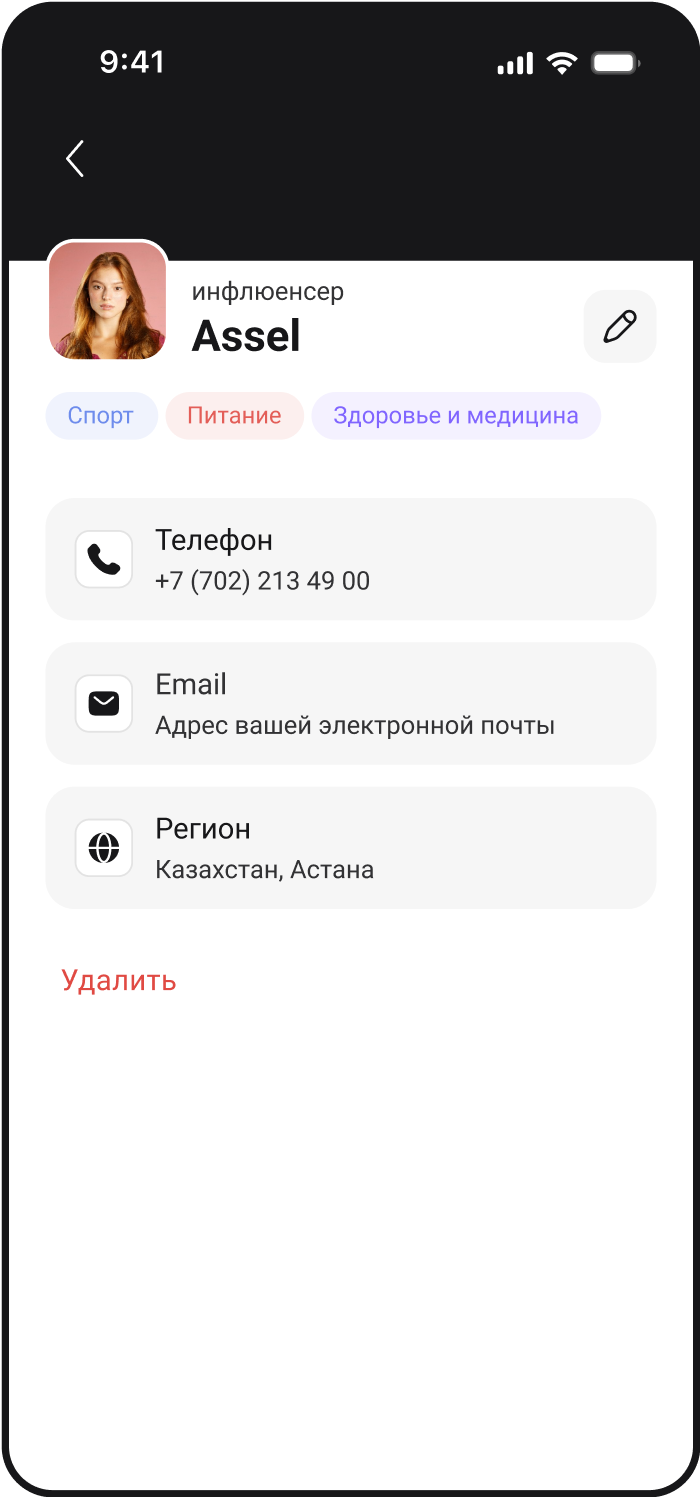 9:41
инфлюенсер
Assel
Спорт Питание Здоровье и медицина
Телефон
+7 (702) 213 49 00
Email
Адрес вашей электронной почты
Регион
Казахстан, Астана
Удалить